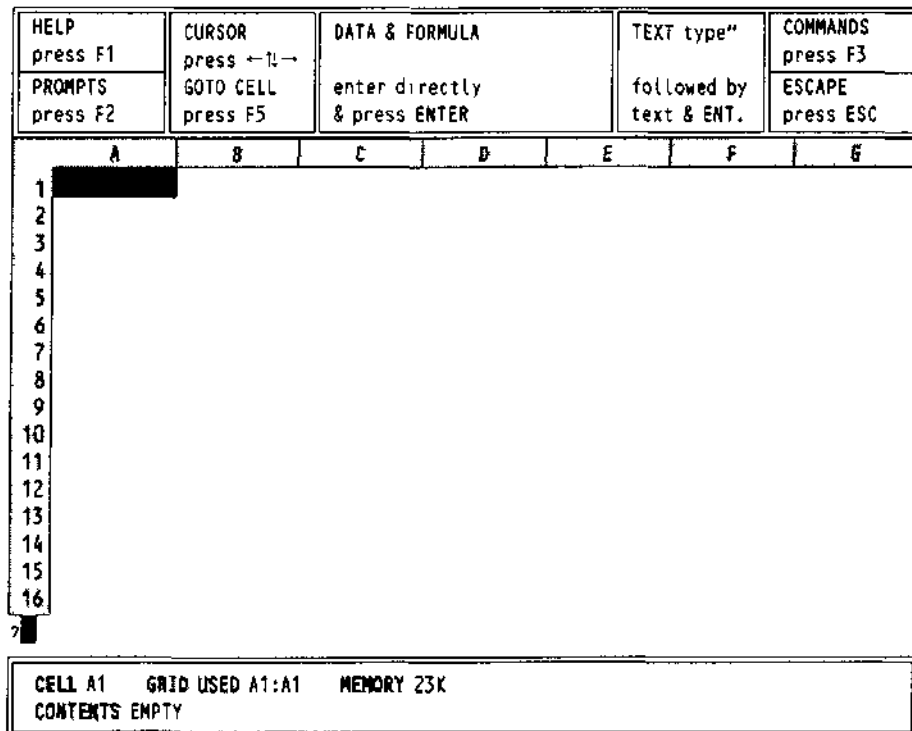 HELP
press F1
PROMPTS
press F2
CURSOR
press ←↑↓→
GOTO CELL
press F5
DATA & FORMULA
enter directly
& press ENTER
TEXT type"
followed by
text & ENT.
COMMANDS
press F3
ESCAPE
press ESC
A B C D E F G
1
2
3
4
5
6
7
8
9
10
11
12
13
14
15
16
?
CELL A1 GRID USED A1:A1 MEMORY 23K
CONTENTS EMPTY